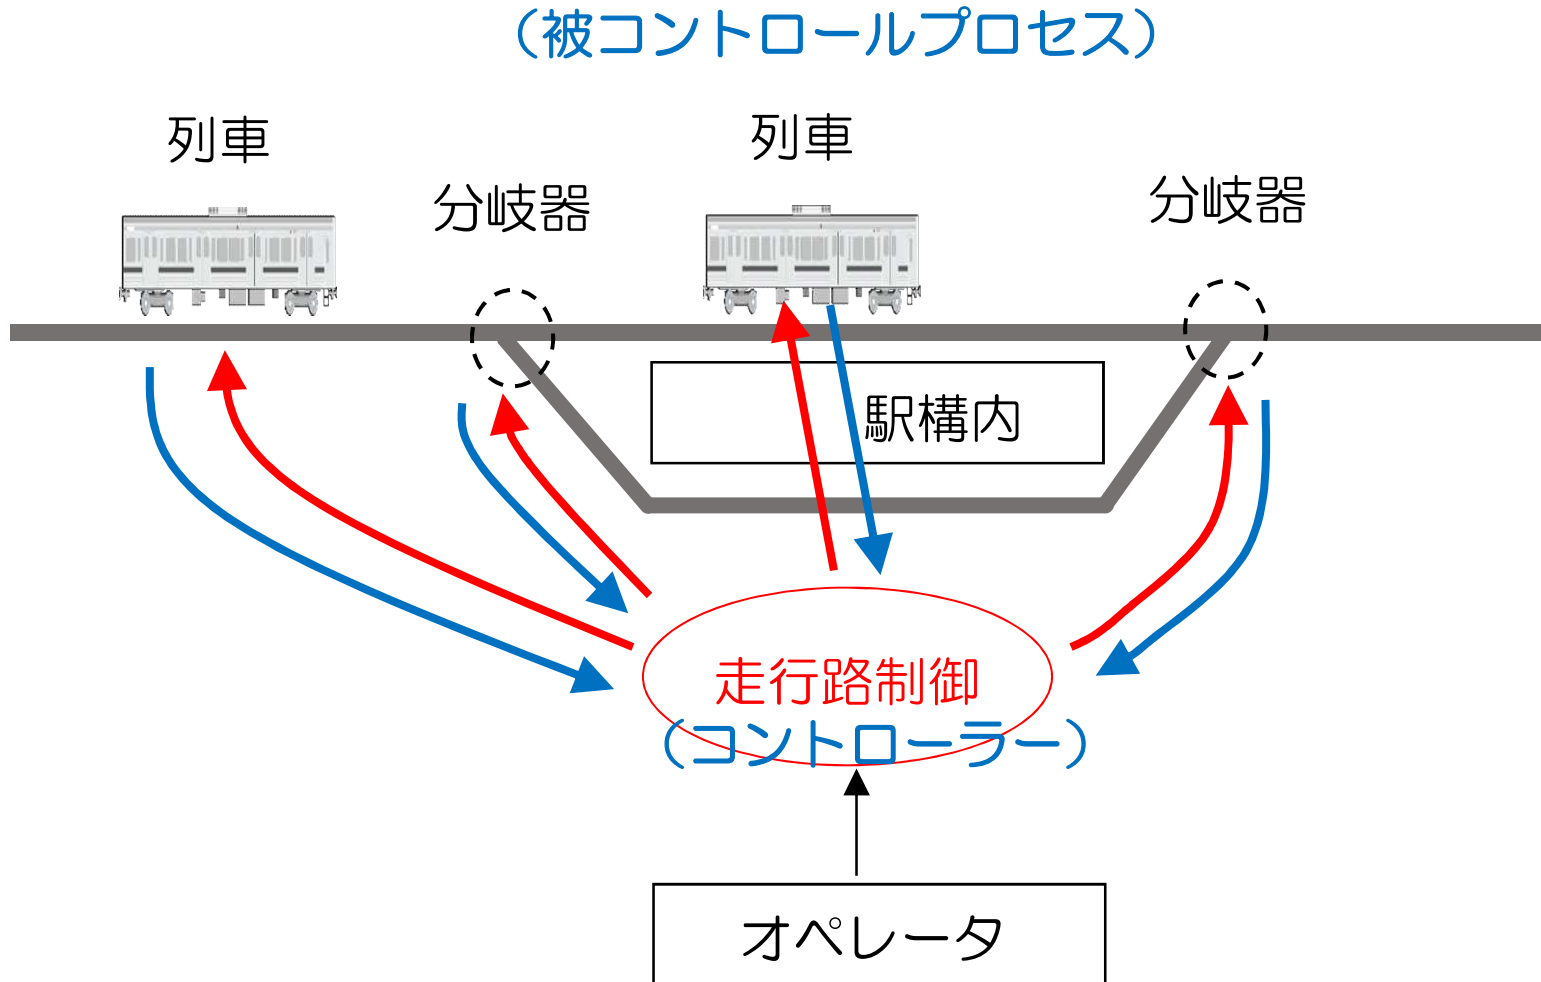 （被コントロールプロセス）
列車
列車
分岐器
分岐器
駅構内
走行路制御
（コントローラー）
オペレータ